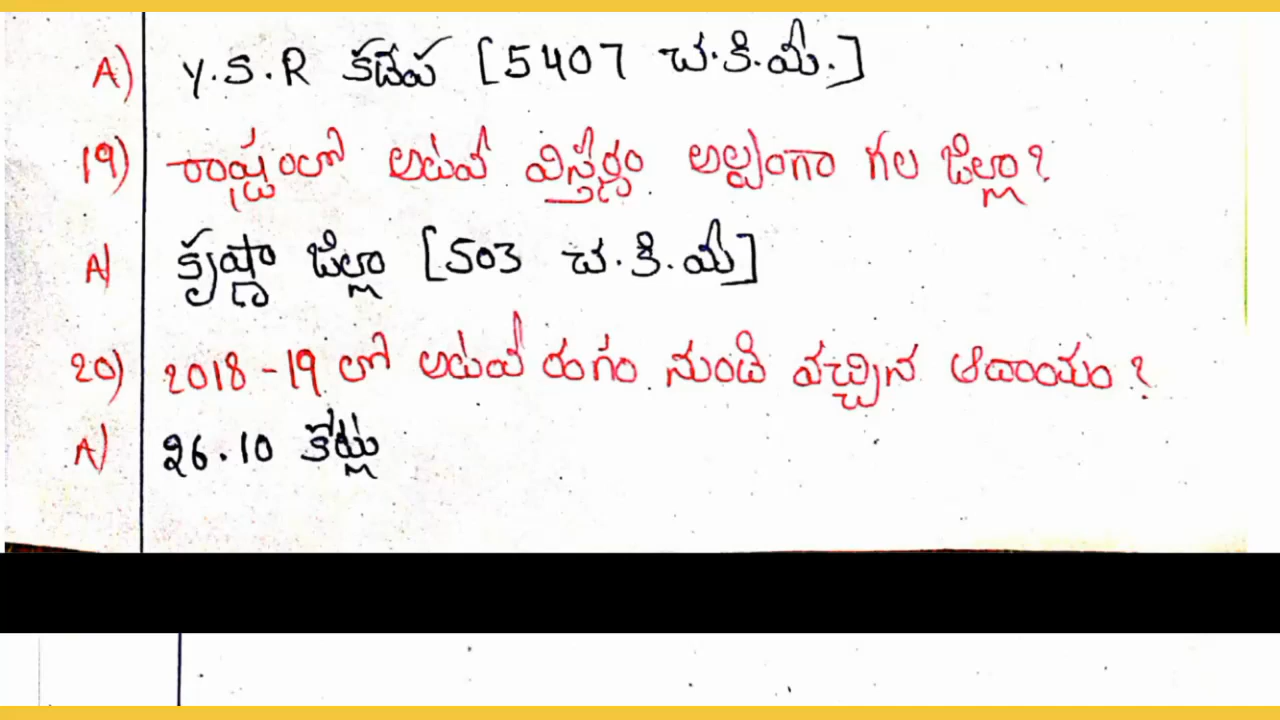 A) Y.S.R కడప [5407 చ.కి.మీ.]
19) రాష్ట్రంలో అటవీ విస్తీర్ణం అల్పంగా గల జిల్లా?
A) కృష్ణా జిల్లా [503 చ.కి.మీ]
20) 2018-19 లో అటవీ రంగం నుండి వచ్చిన ఆదాయం?
A) 26.10 కోట్లు